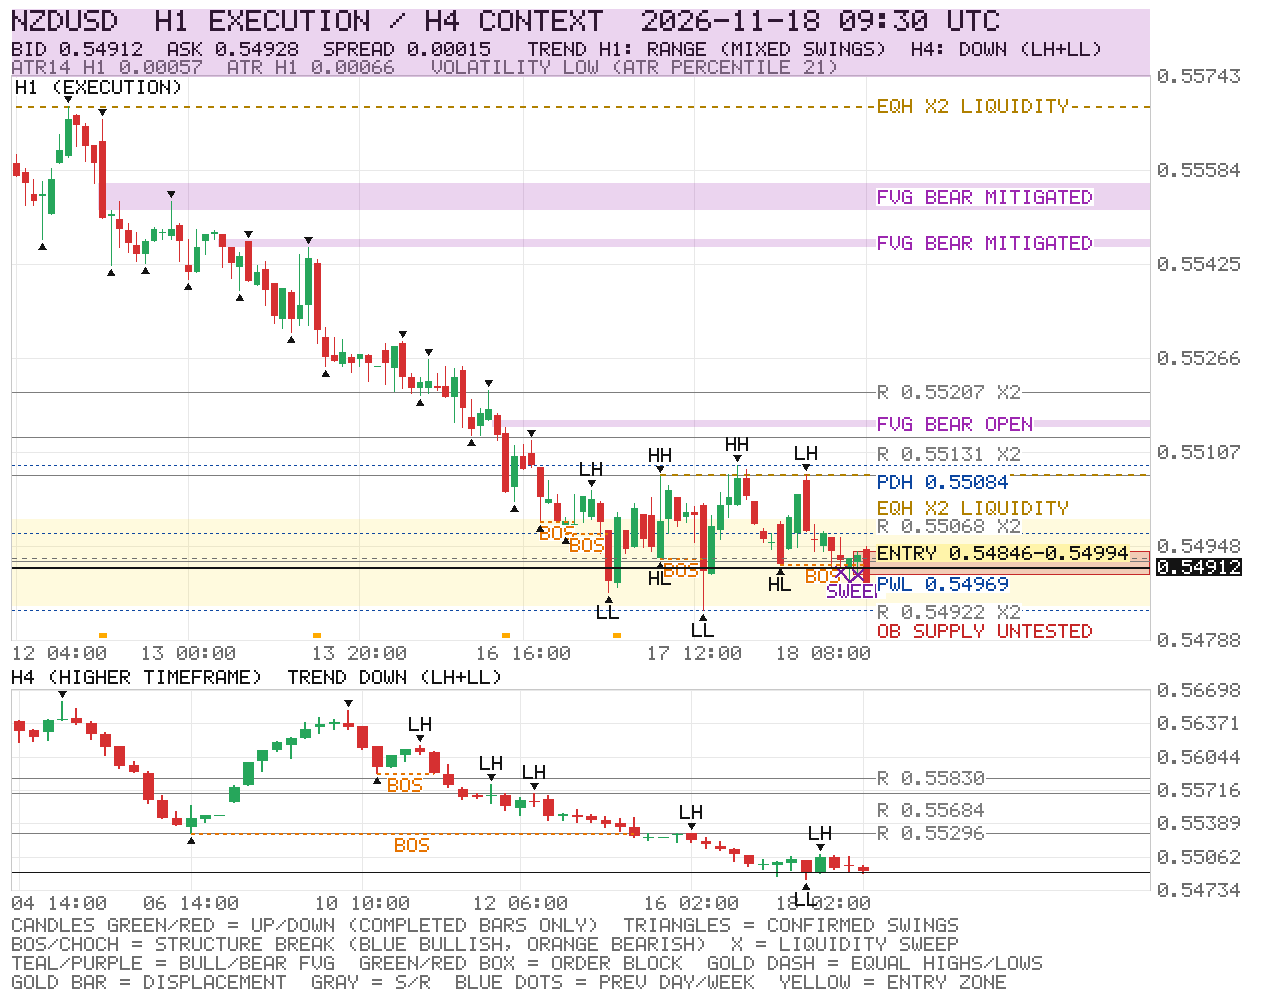 NZDUSD  H1 EXECUTION / H4 CONTEXT  2026-11-18 09:30 UTC
BID 0.54912  ASK 0.54928  SPREAD 0.00015   TREND H1: RANGE (MIXED SWINGS)  H4: DOWN (LH+LL)
ATR14 H1 0.00057  ATR H1 0.00066   VOLATILITY LOW (ATR PERCENTILE 21)
0.55743
H1 (EXECUTION)
EQH X2 LIQUIDITY
0.55584
FVG BEAR MITIGATED
FVG BEAR MITIGATED
0.55425
0.55266
R 0.55207 X2
FVG BEAR OPEN
HH
LH
R 0.55131 X2
0.55107
HH
LH
PDH 0.55084
EQH X2 LIQUIDITY
R 0.55068 X2
BOS
BOS
ENTRY 0.54846-0.54994
0.54948
0.54912
BOS
BOS
HL
HL
PWL 0.54969
SWEEP
LL
R 0.54922 X2
LL
OB SUPPLY UNTESTED
0.54788
12 04:00
13 00:00
13 20:00
16 16:00
17 12:00
18 08:00
H4 (HIGHER TIMEFRAME)  TREND DOWN (LH+LL)
0.56698
0.56371
LH
0.56044
LH
LH
R 0.55830
BOS
0.55716
R 0.55684
LH
0.55389
LH
R 0.55296
BOS
0.55062
0.54734
LL
04 14:00
06 14:00
10 10:00
12 06:00
16 02:00
18 02:00
CANDLES GREEN/RED = UP/DOWN (COMPLETED BARS ONLY)  TRIANGLES = CONFIRMED SWINGS
BOS/CHOCH = STRUCTURE BREAK (BLUE BULLISH, ORANGE BEARISH)  X = LIQUIDITY SWEEP
TEAL/PURPLE = BULL/BEAR FVG  GREEN/RED BOX = ORDER BLOCK  GOLD DASH = EQUAL HIGHS/LOWS
GOLD BAR = DISPLACEMENT  GRAY = S/R  BLUE DOTS = PREV DAY/WEEK  YELLOW = ENTRY ZONE